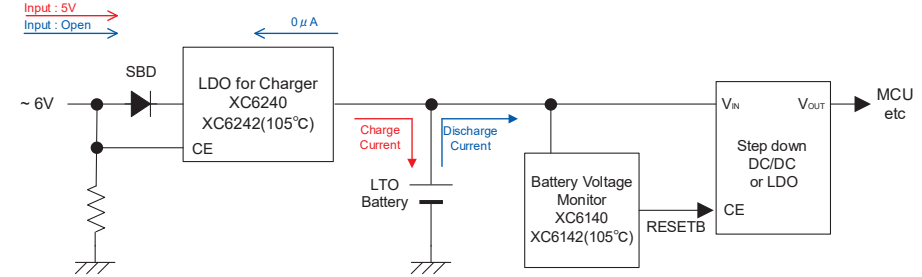 Input : 5V
Input : Open
0μA
SBD
LDO for Charger
XC6240
XC6242(105℃)
CE
~ 6V
Charge
Current
Discharge
Current
LTO
Battery
Battery Voltage
Monitor
XC6140
XC6142(105℃)
RESETB
VIN
VOUT
Step down
DC/DC
or LDO
CE
MCU
etc